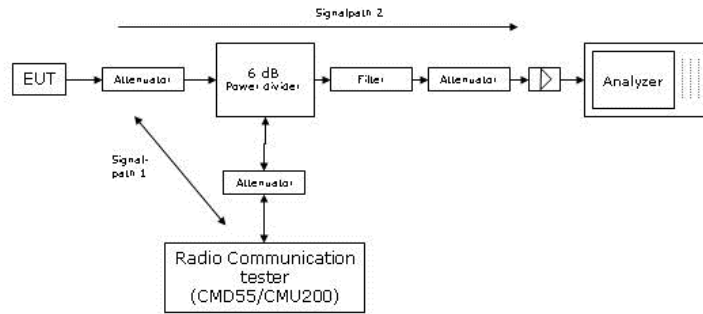 Signalpath 2
EUT
Attenuator
6 dB
Power divider
Filter
Attenuator
Analyzer
Signal-
path 1
Attenuator
Radio Communication
tester
(CMD55/CMU200)